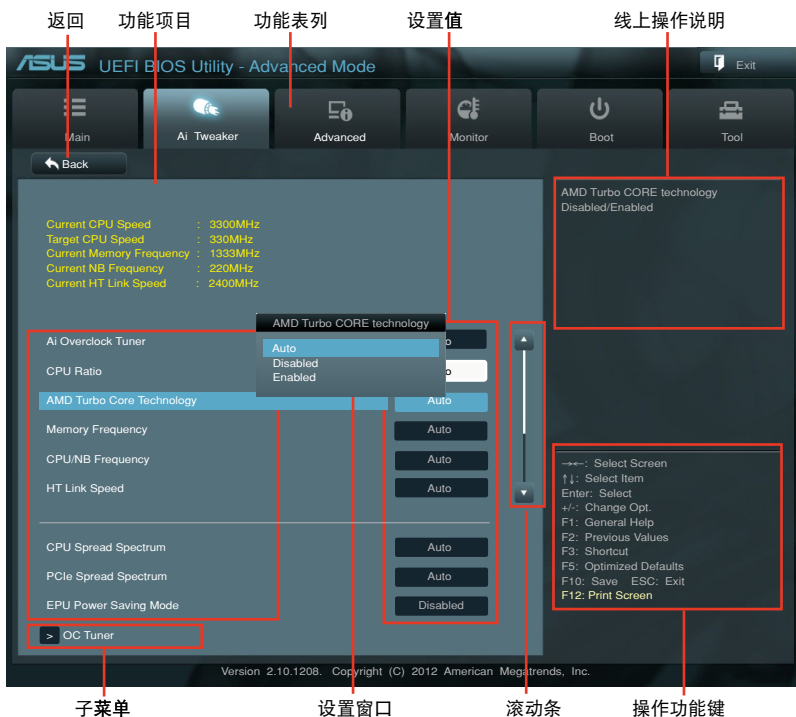 返回 功能项目 功能表列 设置值 线上操作说明
ASUS UEFI BIOS Utility - Advanced Mode Exit
Main Ai Tweaker Advanced Monitor Boot Tool
Back
AMD Turbo CORE technology
Disabled/Enabled
Current CPU Speed : 3300MHz
Target CPU Speed : 330MHz
Current Memory Frequency : 1333MHz
Current NB Frequency : 220MHz
Current HT Link Speed : 2400MHz
AMD Turbo CORE technology
Auto
Disabled
Enabled
Ai Overclock Tuner o
CPU Ratio o
AMD Turbo Core Technology Auto
Memory Frequency Auto
CPU/NB Frequency Auto
HT Link Speed Auto
CPU Spread Spectrum Auto
PCIe Spread Spectrum Auto
EPU Power Saving Mode Disabled
> OC Tuner
→←: Select Screen
↑↓: Select Item
Enter: Select
+/-: Change Opt.
F1: General Help
F2: Previous Values
F3: Shortcut
F5: Optimized Defaults
F10: Save ESC: Exit
F12: Print Screen
Version 2.10.1208. Copyright (C) 2012 American Megatrends, Inc.
子菜单 设置窗口 滚动条 操作功能键